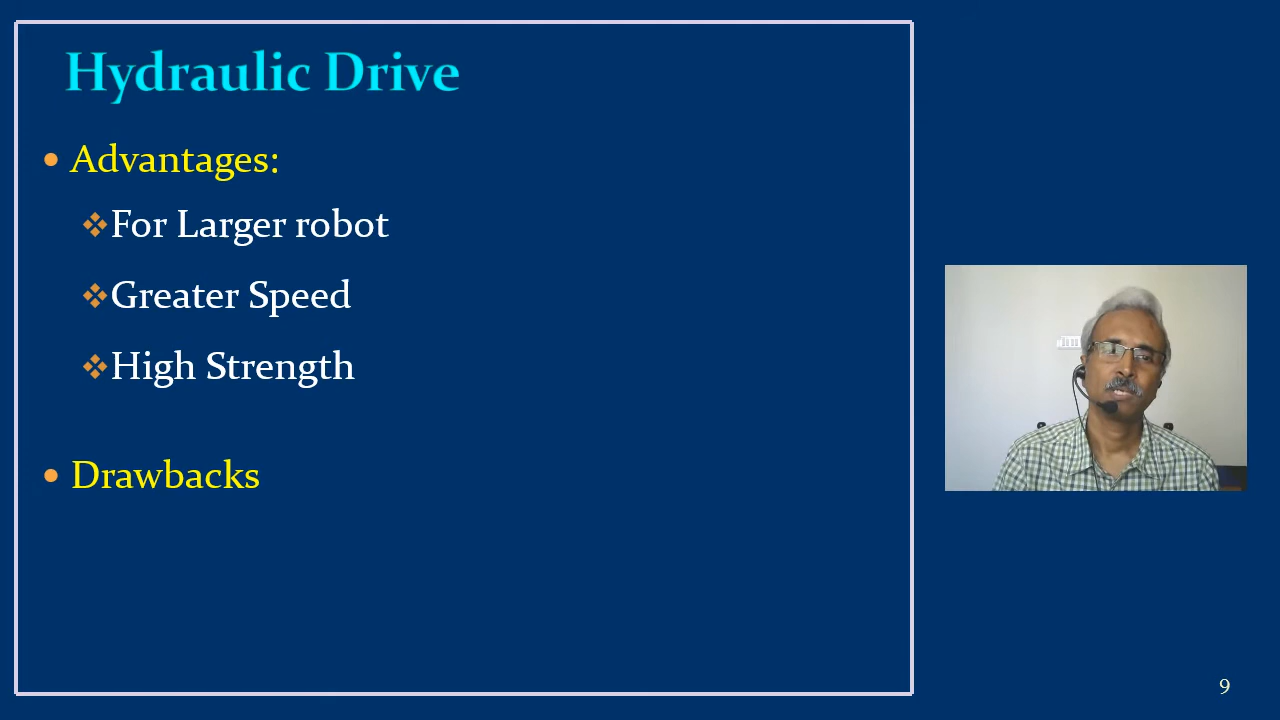 Hydraulic Drive
Advantages:
For Larger robot
Greater Speed
High Strength
Drawbacks
9